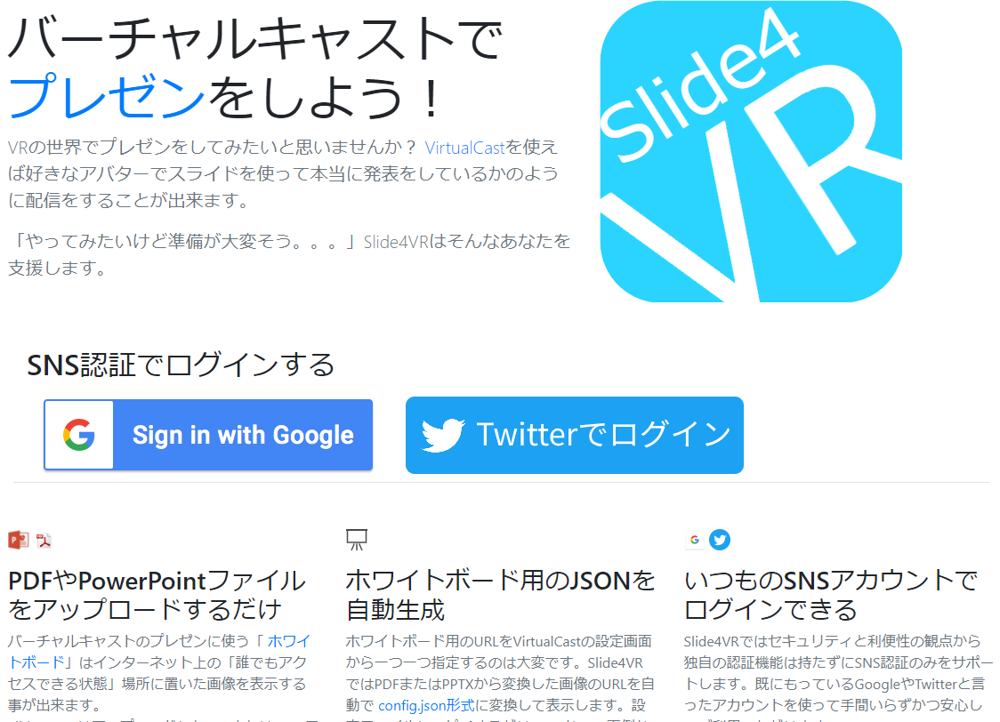 バーチャルキャストで
プレゼンをしよう！
VRの世界でプレゼンをしてみたいと思いませんか？ VirtualCastを使え
ば好きなアバターでスライドを使って本当に発表をしているかのよう
に配信をすることが出来ます。
「やってみたいけど準備が大変そう。。。」Slide4VRはそんなあなたを
支援します。
Slide4
VR
SNS認証でログインする
Sign in with Google
Twitterでログイン
PDFやPowerPointファイル
をアップロードするだけ
バーチャルキャストのプレゼンに使う「 ホワイ
トボード」はインターネット上の「誰でもアク
セスできる状態」場所に置いた画像を表示する
事が出来ます。
ホワイトボード用のJSONを
自動生成
ホワイトボード用のURLをVirtualCastの設定画面
から一つ一つ指定するのは大変です。Slide4VR
ではPDFまたはPPTXから変換した画像のURLを自
動で config.json形式に変換して表示します。設
いつものSNSアカウントで
ログインできる
Slide4VRではセキュリティと利便性の観点から
独自の認証機能は持たずにSNS認証のみをサポー
トします。既にもっているGoogleやTwitterと言
ったアカウントを使って手間いらずかつ安心し